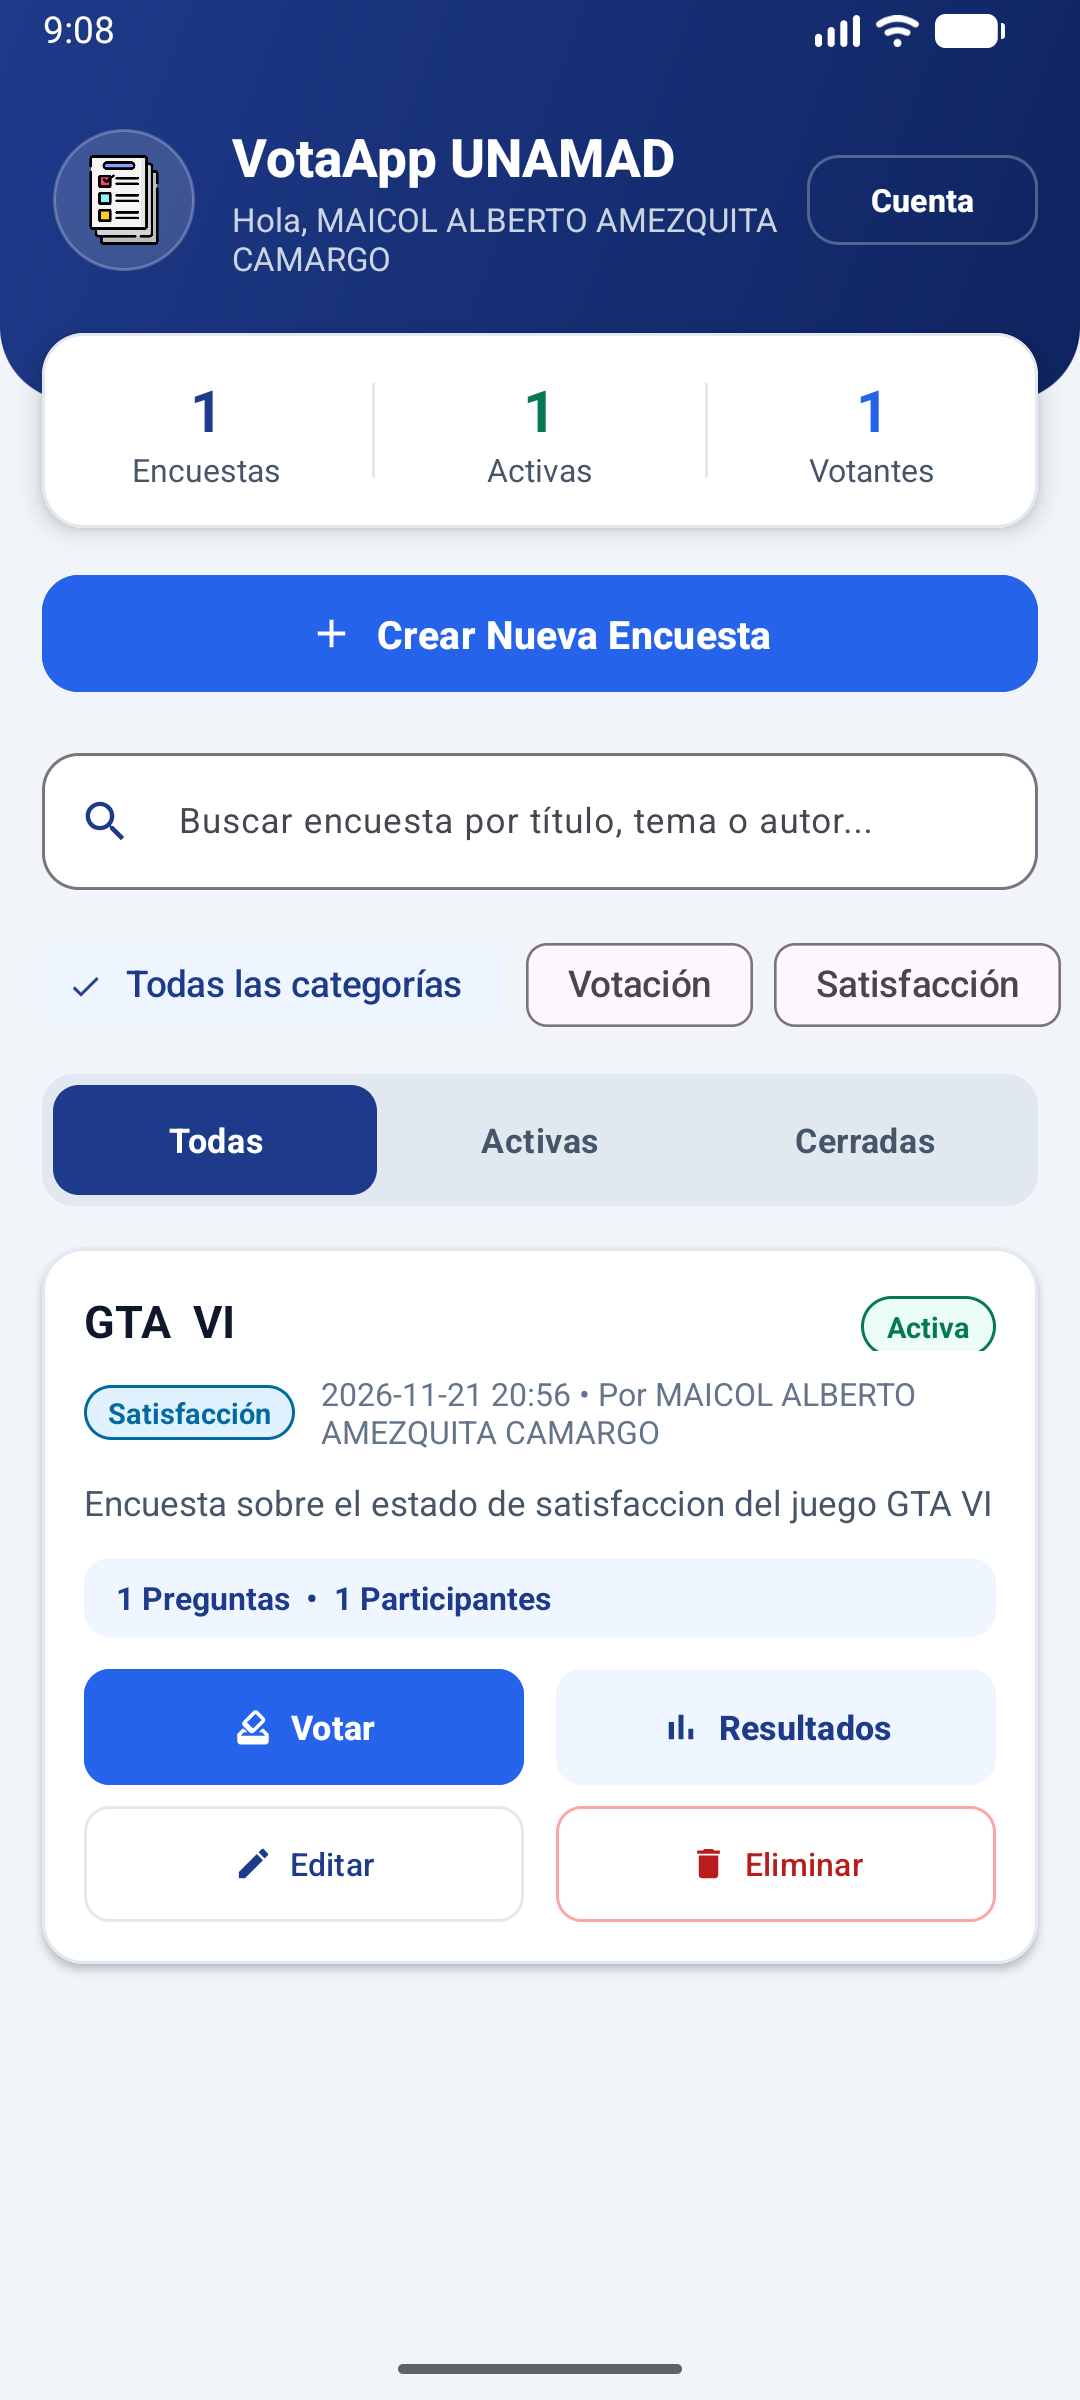 9:08
VotaApp UNAMAD
Hola, MAICOL ALBERTO AMEZQUITA
CAMARGO
Cuenta
1
Encuestas
1
Activas
1
Votantes
+ Crear Nueva Encuesta
Buscar encuesta por título, tema o autor...
Todas las categorías
Votación
Satisfacción
Todas
Activas
Cerradas
GTA  VI
Activa
Satisfacción
2026-11-21 20:56 • Por MAICOL ALBERTO
AMEZQUITA CAMARGO
Encuesta sobre el estado de satisfaccion del juego GTA VI
1 Preguntas • 1 Participantes
Votar
Resultados
Editar
Eliminar